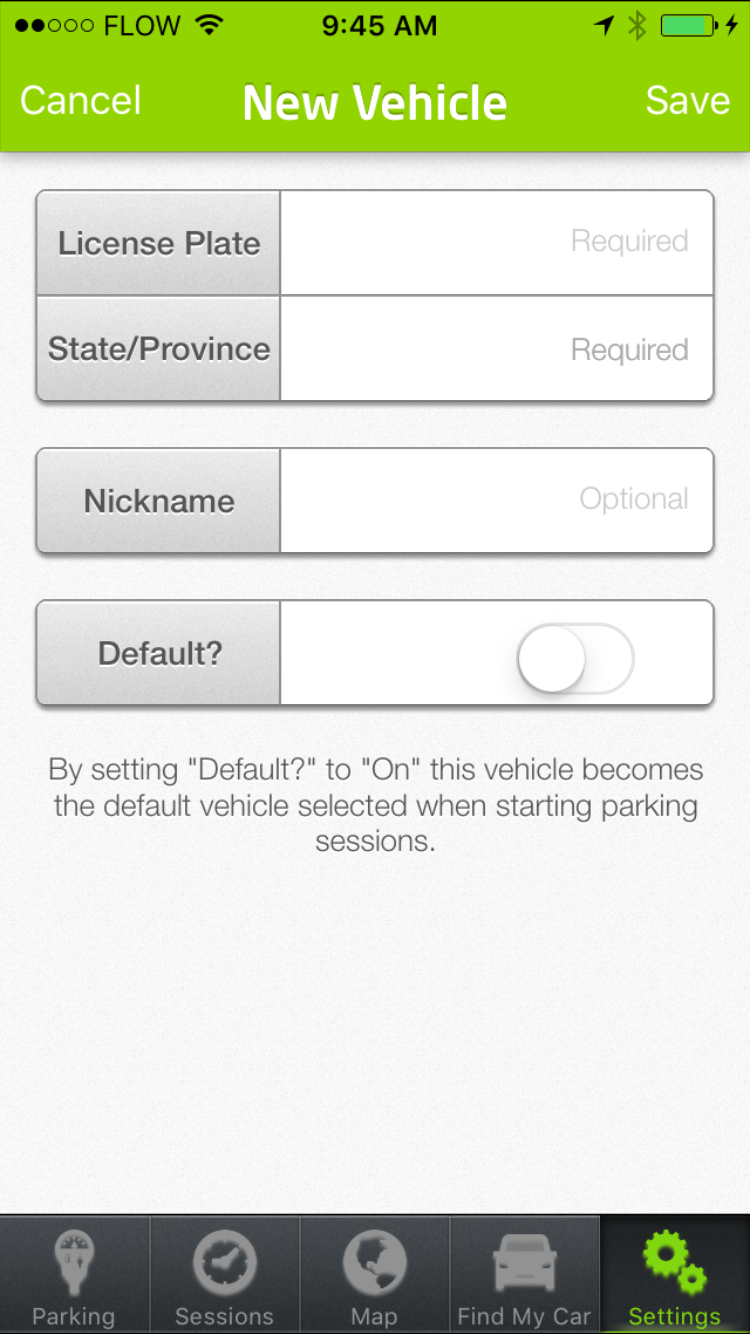 FLOW 9:45 AM
Cancel New Vehicle Save
License Plate Required
State/Province Required
Nickname Optional
Default?
By setting "Default?" to "On" this vehicle becomes
the default vehicle selected when starting parking
sessions.
Parking Sessions Map Find My Car Settings